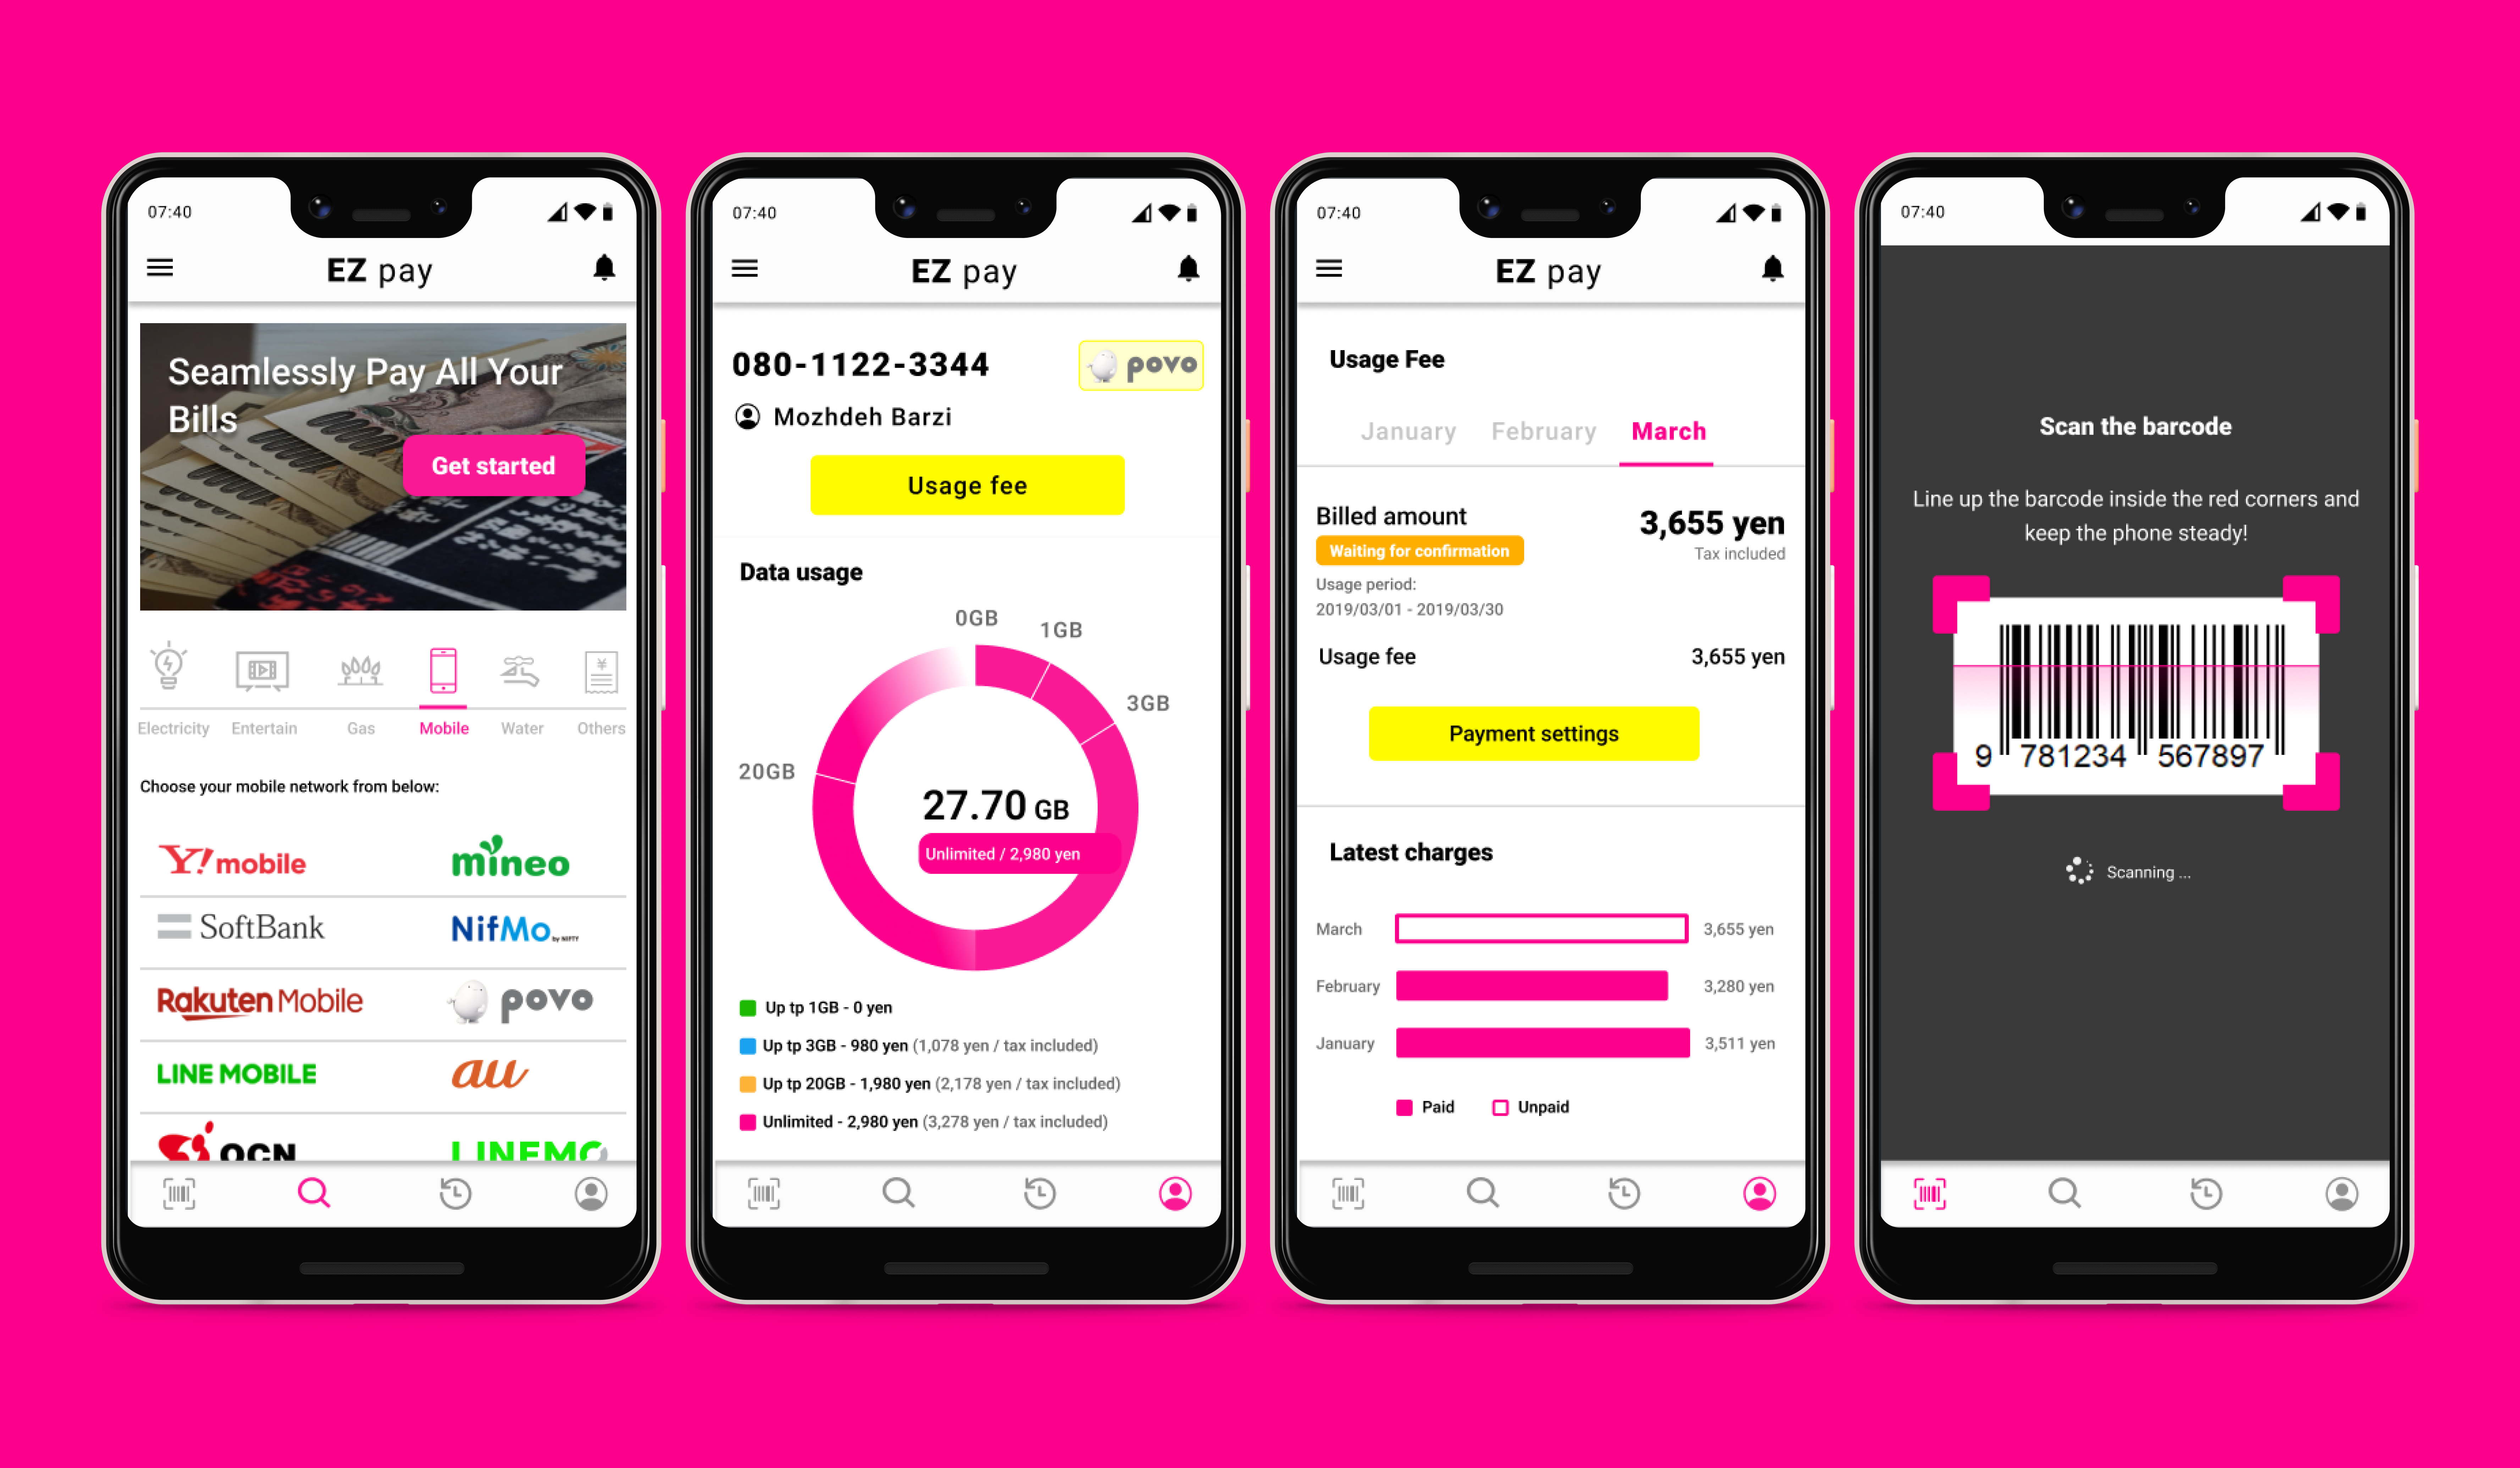 07:40
EZ pay
Seamlessly Pay All Your
Bills
Get started
Electricity Entertain Gas Mobile Water Others
Choose your mobile network from below:
Y! mobile mineo
SoftBank NifMo by NIFTY
Rakuten Mobile povo
LINE MOBILE au
OCN LINEMO
07:40
EZ pay
080-1122-3344 povo
Mozhdeh Barzi
Usage fee
Data usage
0GB
1GB
3GB
20GB
27.70 GB
Unlimited / 2,980 yen
Up tp 1GB - 0 yen
Up tp 3GB - 980 yen (1,078 yen / tax included)
Up tp 20GB - 1,980 yen (2,178 yen / tax included)
Unlimited - 2,980 yen (3,278 yen / tax included)
07:40
EZ pay
Usage Fee
January February March
Billed amount 3,655 yen
Waiting for confirmation Tax included
Usage period:
2019/03/01 - 2019/03/30
Usage fee 3,655 yen
Payment settings
Latest charges
March 3,655 yen
February 3,280 yen
January 3,511 yen
Paid Unpaid
07:40
Scan the barcode
Line up the barcode inside the red corners and
keep the phone steady!
9 781234 567897
Scanning ...